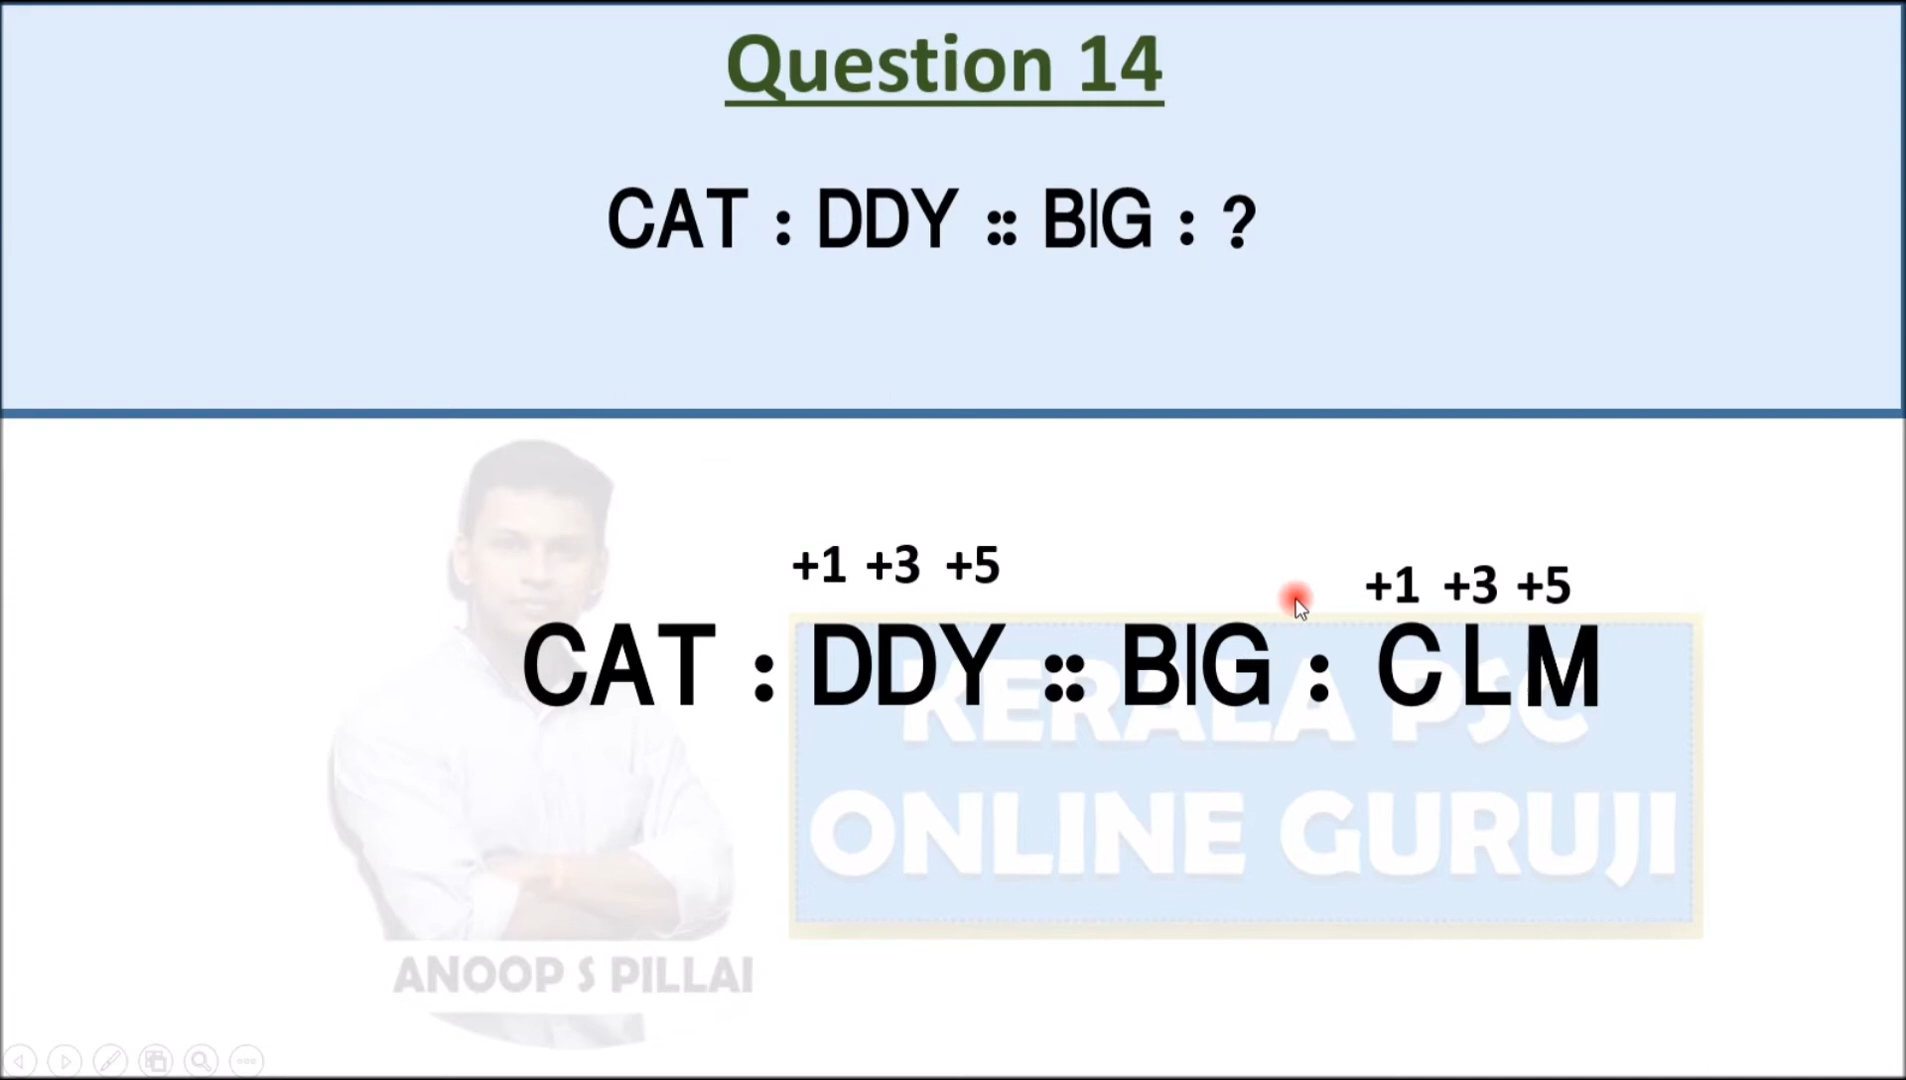 Question 14
CAT : DDY :: BIG : ?
+1 +3 +5
+1 +3 +5
CAT : DDY :: BIG : CLM
KERALA PSC
ONLINE GURUJI
ANOOP S PILLAI